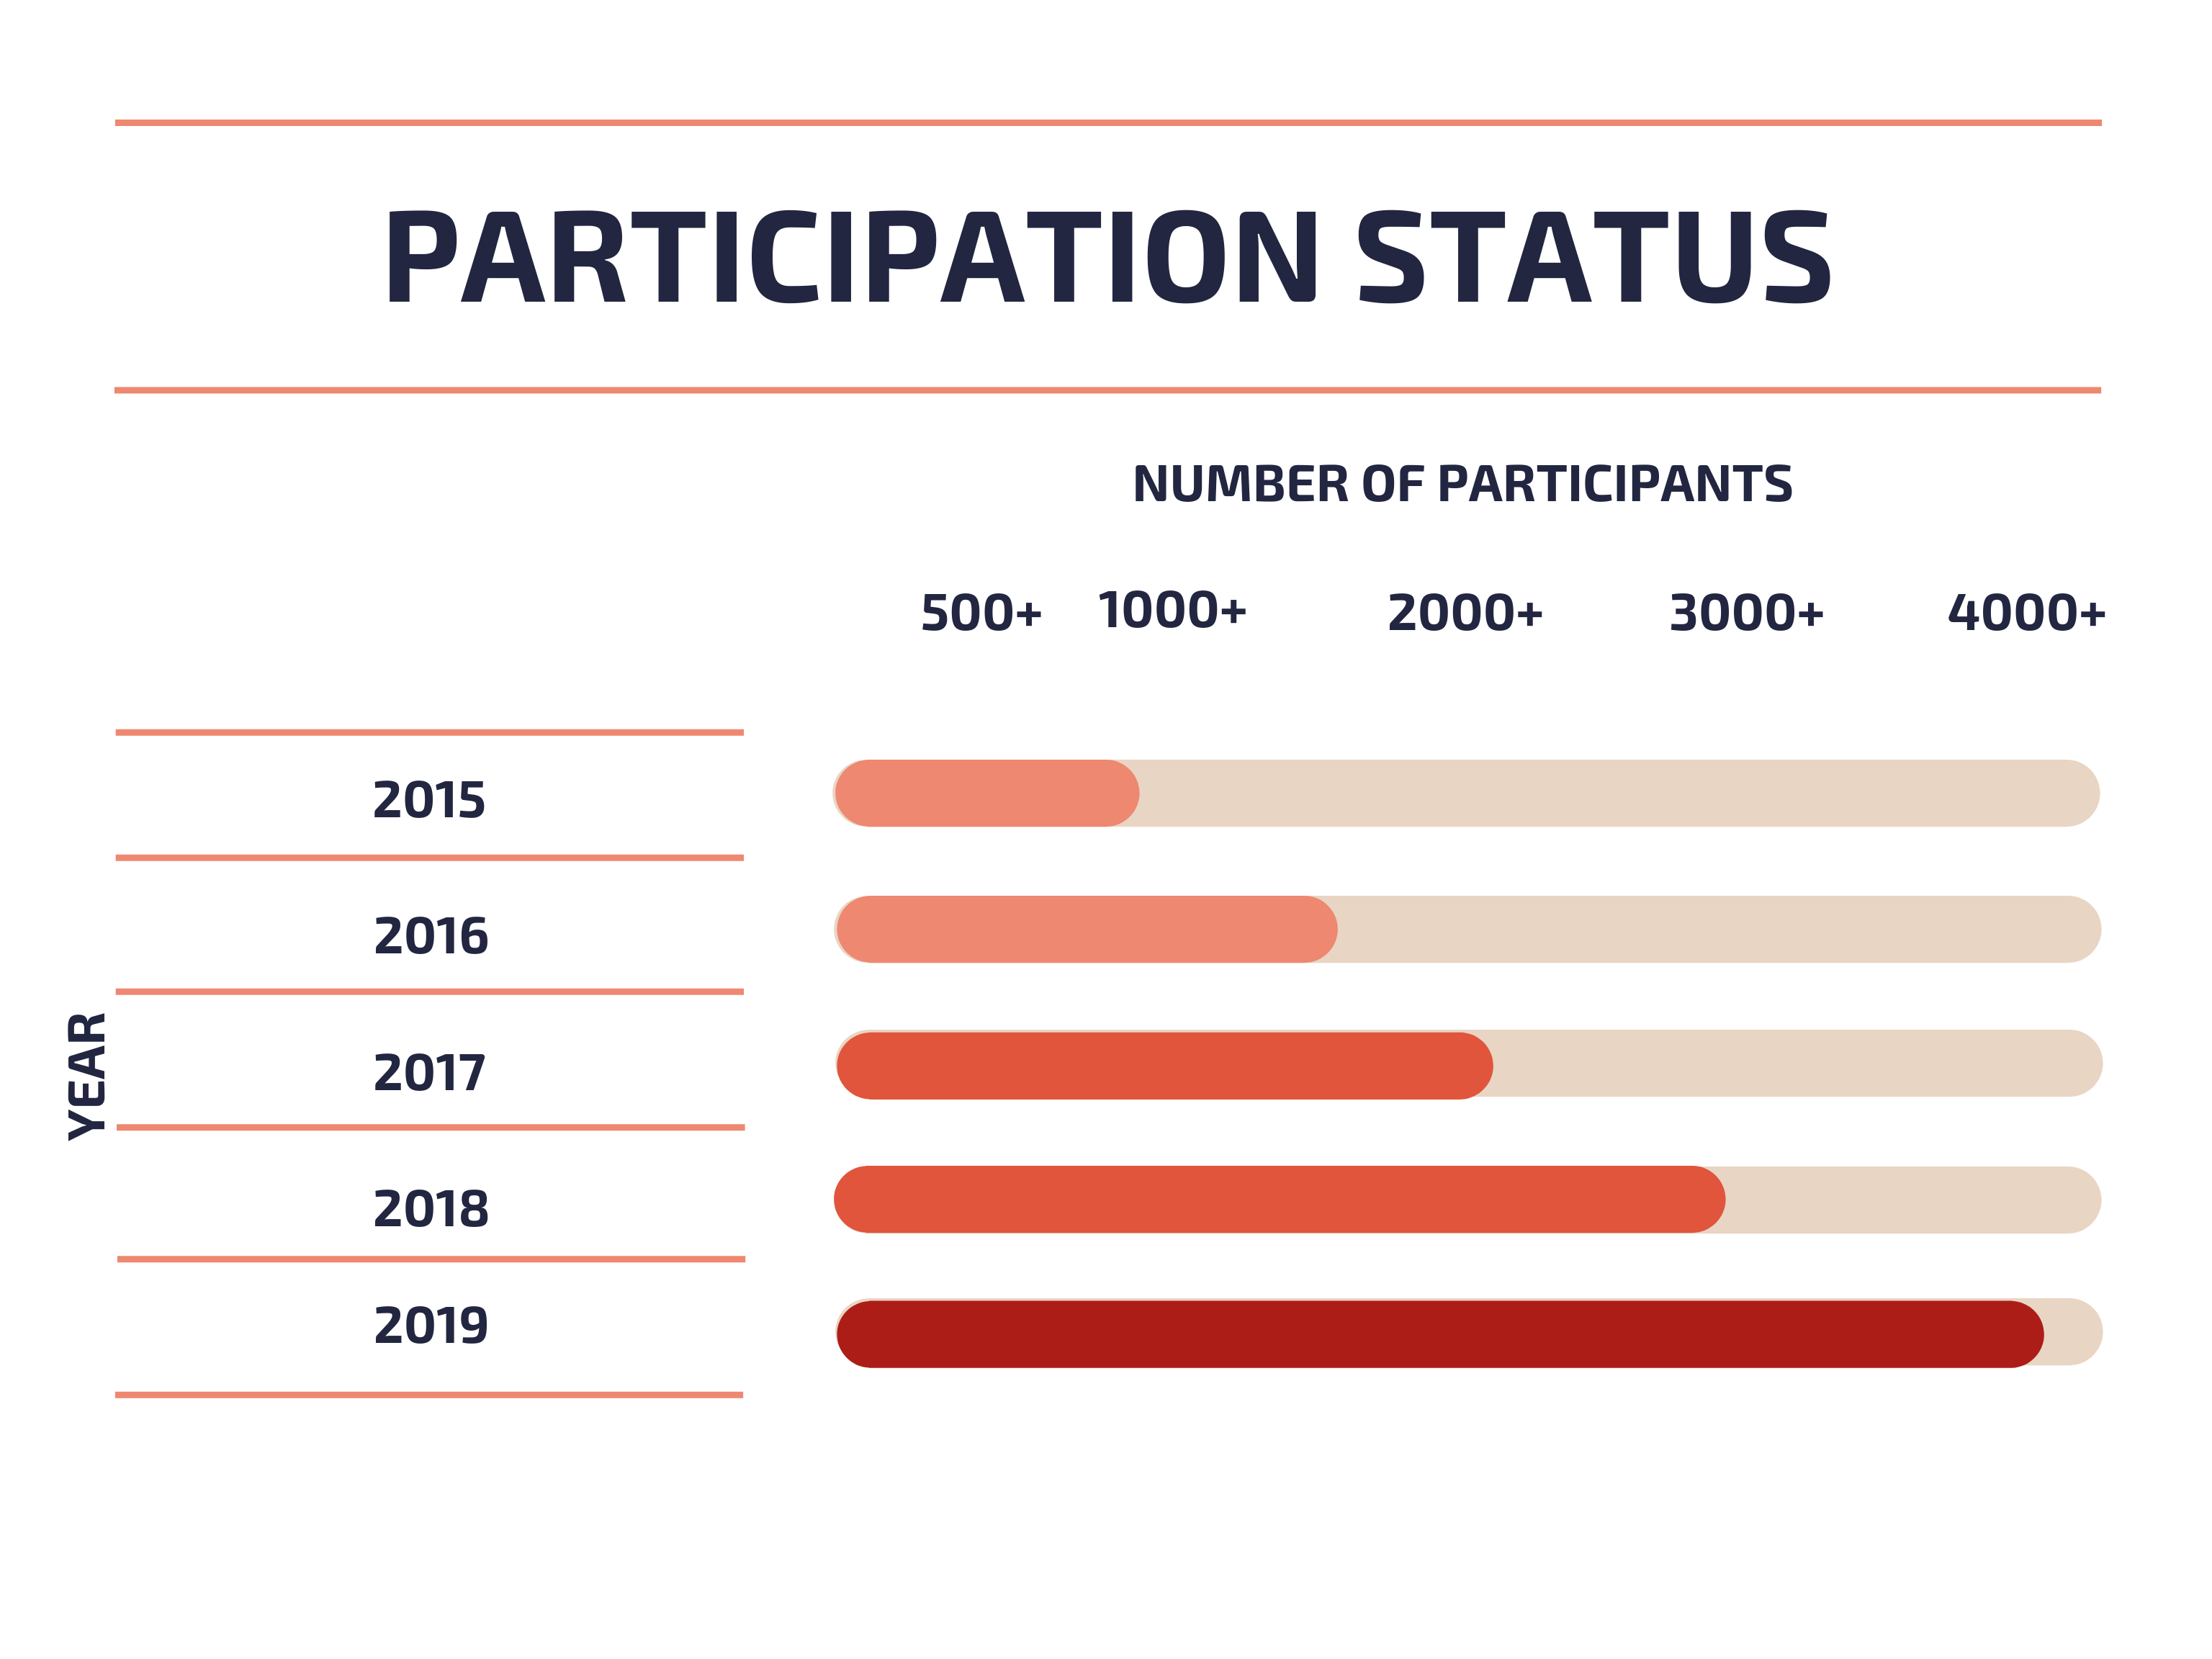 PARTICIPATION STATUS
NUMBER OF PARTICIPANTS
500+ 1000+ 2000+ 3000+ 4000+
YEAR
2015
2016
2017
2018
2019